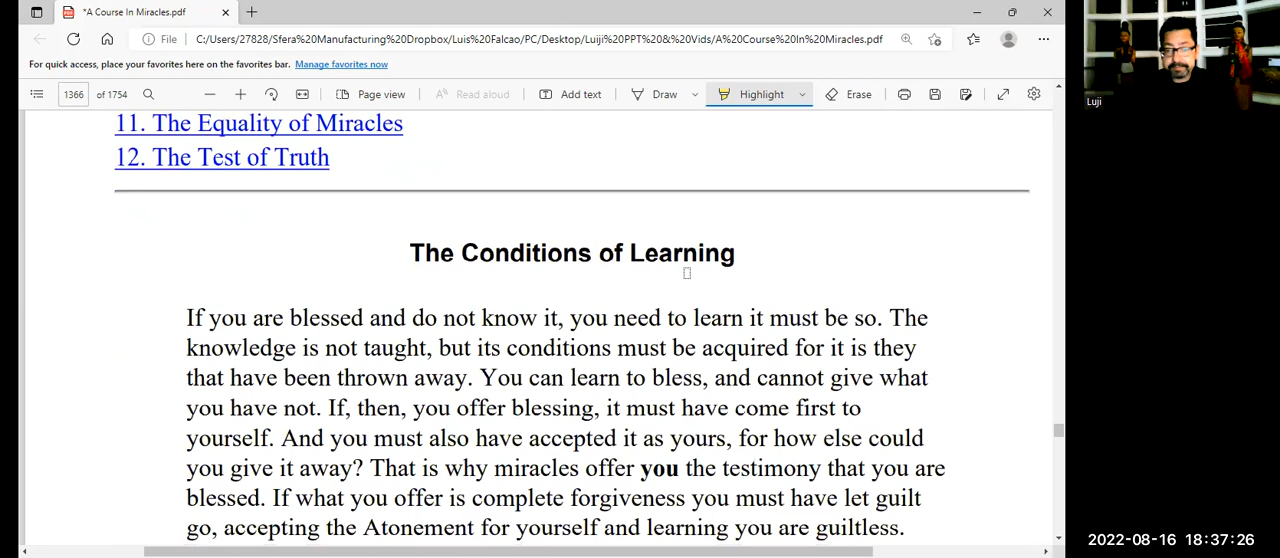 *A Course In Miracles.pdf
File C:/Users/27828/Sfera%20Manufacturing%20Dropbox/Luis%20Falcao/PC/Desktop/Luiji%20PPT%20&%20Vids/A%20Course%20In%20Miracles.pdf
For quick access, place your favorites here on the favorites bar. Manage favorites now
1366 of 1754 Page view Read aloud Add text Draw Highlight Erase
Luji
11. The Equality of Miracles
12. The Test of Truth
The Conditions of Learning
If you are blessed and do not know it, you need to learn it must be so. The
knowledge is not taught, but its conditions must be acquired for it is they
that have been thrown away. You can learn to bless, and cannot give what
you have not. If, then, you offer blessing, it must have come first to
yourself. And you must also have accepted it as yours, for how else could
you give it away? That is why miracles offer you the testimony that you are
blessed. If what you offer is complete forgiveness you must have let guilt
go, accepting the Atonement for yourself and learning you are guiltless.
2022-08-16 18:37:26